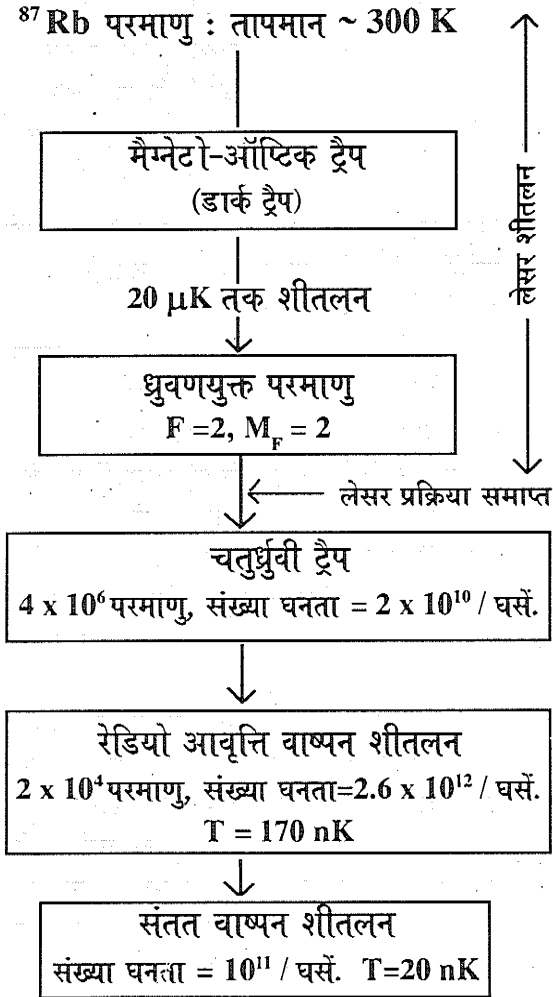 ⁸⁷Rb परमाणु : तापमान ~ 300 K
मैग्नेटो-ऑप्टिक ट्रैप
(डार्क ट्रैप)
लेसर शीतलन
20 μK तक शीतलन
ध्रुवणयुक्त परमाणु
F =2, M_F = 2
लेसर प्रक्रिया समाप्त
चतुर्ध्रुवी ट्रैप
4 x 10⁶ परमाणु, संख्या घनता = 2 x 10¹⁰ / घसें.
रेडियो आवृत्ति वाष्पन शीतलन
2 x 10⁴ परमाणु, संख्या घनता=2.6 x 10¹² / घसें.
T = 170 nK
संतत वाष्पन शीतलन
संख्या घनता = 10¹¹ / घसें. T=20 nK